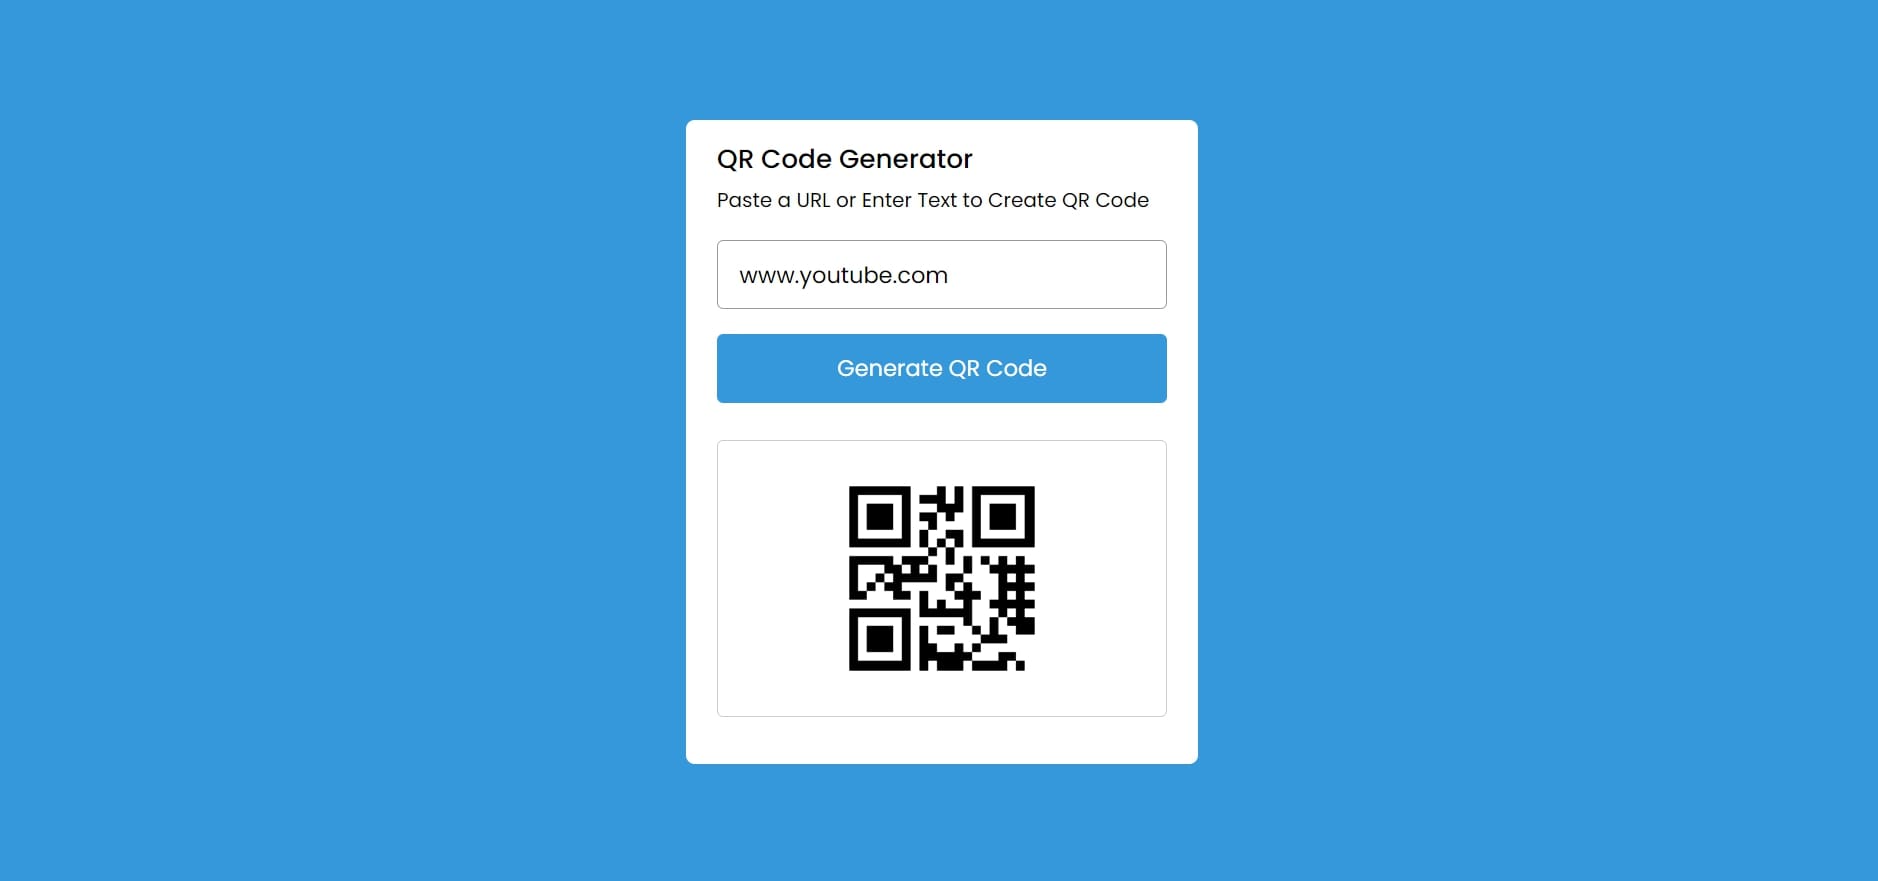 QR Code Generator
Paste a URL or Enter Text to Create QR Code
www.youtube.com
Generate QR Code